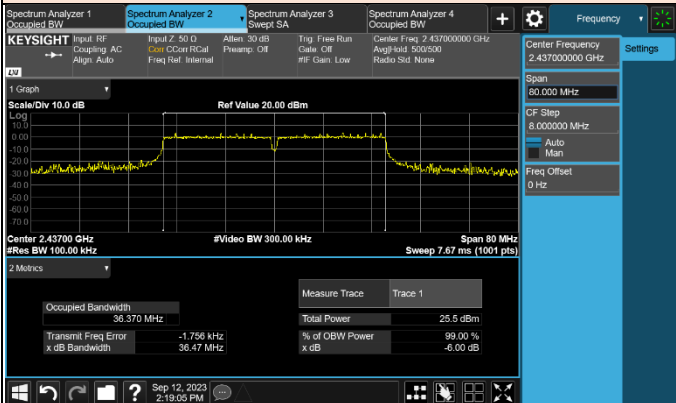 Spectrum Analyzer 1
Occupied BW
Spectrum Analyzer 2
Occupied BW
Spectrum Analyzer 3
Swept SA
Spectrum Analyzer 4
Occupied BW
+
Frequency
KEYSIGHT
Input: RF
Coupling: AC
Align: Auto
Input Z: 50 Ω
Corr CCorr RCal
Freq Ref: Internal
Atten: 30 dB
Preamp: Off
Trig: Free Run
Gate: Off
#IF Gain: Low
Center Freq: 2.437000000 GHz
Avg|Hold: 500/500
Radio Std: None
LXI
Center Frequency
2.437000000 GHz
Settings
Span
80.000 MHz
CF Step
8.000000 MHz
Auto
Man
Freq Offset
0 Hz
1 Graph
Scale/Div 10.0 dB
Ref Value 20.00 dBm
Log
10.0
0.00
-10.0
-20.0
-30.0
-40.0
-50.0
-60.0
-70.0
Center 2.43700 GHz
#Res BW 100.00 kHz
#Video BW 300.00 kHz
Span 80 MHz
Sweep 7.67 ms (1001 pts)
2 Metrics
Occupied Bandwidth
36.370 MHz
Transmit Freq Error -1.756 kHz
x dB Bandwidth 36.47 MHz
Measure Trace Trace 1
Total Power 25.5 dBm
% of OBW Power 99.00 %
x dB -6.00 dB
?
Sep 12, 2023
2:19:05 PM